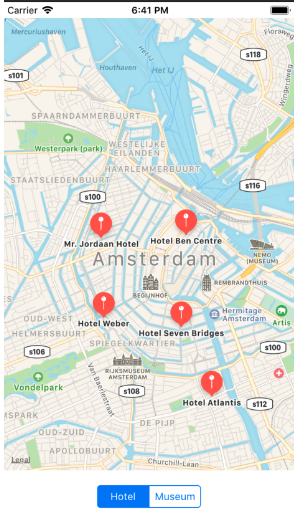 Carrier 6:41 PM
Mercuriushaven
s118
Houthaven
Het IJ
Het IJ
s101
SPAARNDAMMERBUURT
Westerpark (park)
WESTELIJKE
EILANDEN
HAARLEMMERBUURT
STAATSLIEDENBUURT
s116
s100
Mr. Jordaan Hotel
Hotel Ben Centre
NEMO
(MUSEUM)
Amsterdam
BEGIJNHOF
REMBRANDTHUIS
Hotel Weber
Hotel Seven Bridges
Hermitage
Amsterdam
Artis
OUD-WEST
HELMERSBUURT
SPIEGELKWARTIER
s106
s100
RIJKSMUSEUM
AMSTERDAM
Vondelpark
Van Baerlestraat
s108
Hotel Atlantis
s112
MSPARK
DE PIJP
OUD-ZUID
APOLLOBUURT
Churchill-Laan
Legal
Hotel Museum